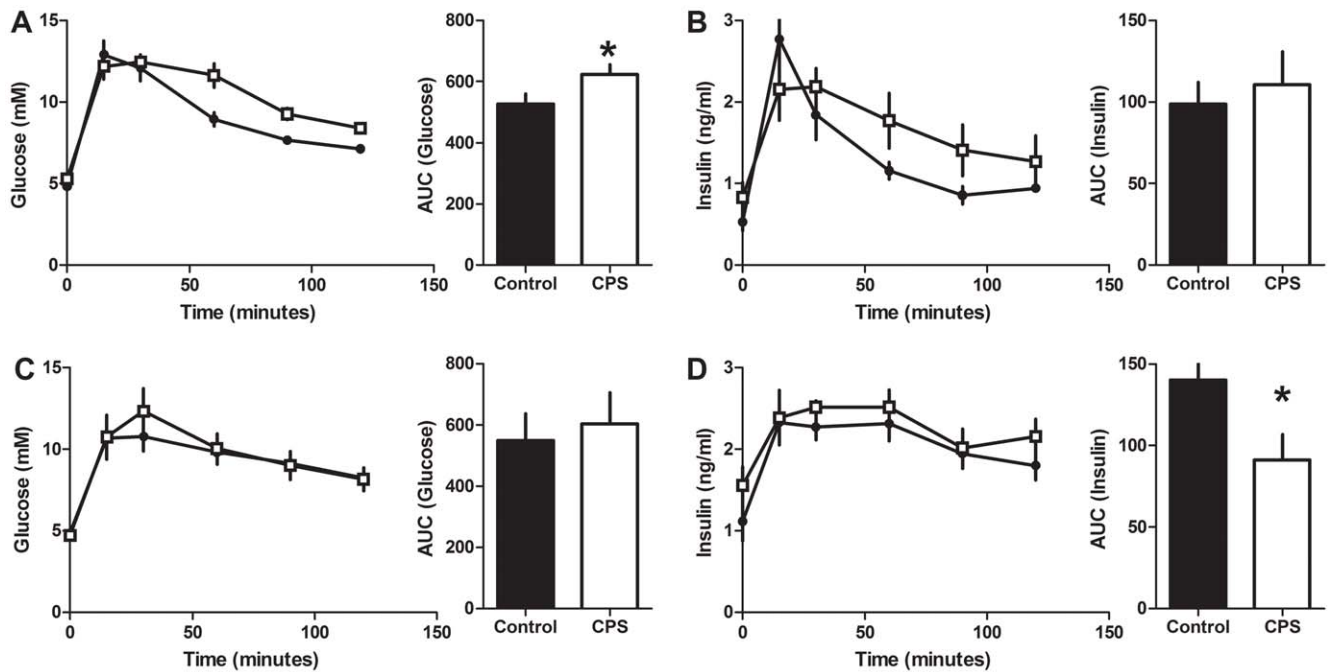 A
Glucose (mM)
15
10
5
0
0 50 100 150
Time (minutes)
AUC (Glucose)
800
600
400
200
0
*
Control CPS
B
Insulin (ng/ml)
3
2
1
0
0 50 100 150
Time (minutes)
AUC (Insulin)
150
100
50
0
Control CPS
C
Glucose (mM)
15
10
5
0
0 50 100 150
Time (minutes)
AUC (Glucose)
800
600
400
200
0
Control CPS
D
Insulin (ng/ml)
3
2
1
0
0 50 100 150
Time (minutes)
AUC (Insulin)
150
100
50
0
*
Control CPS